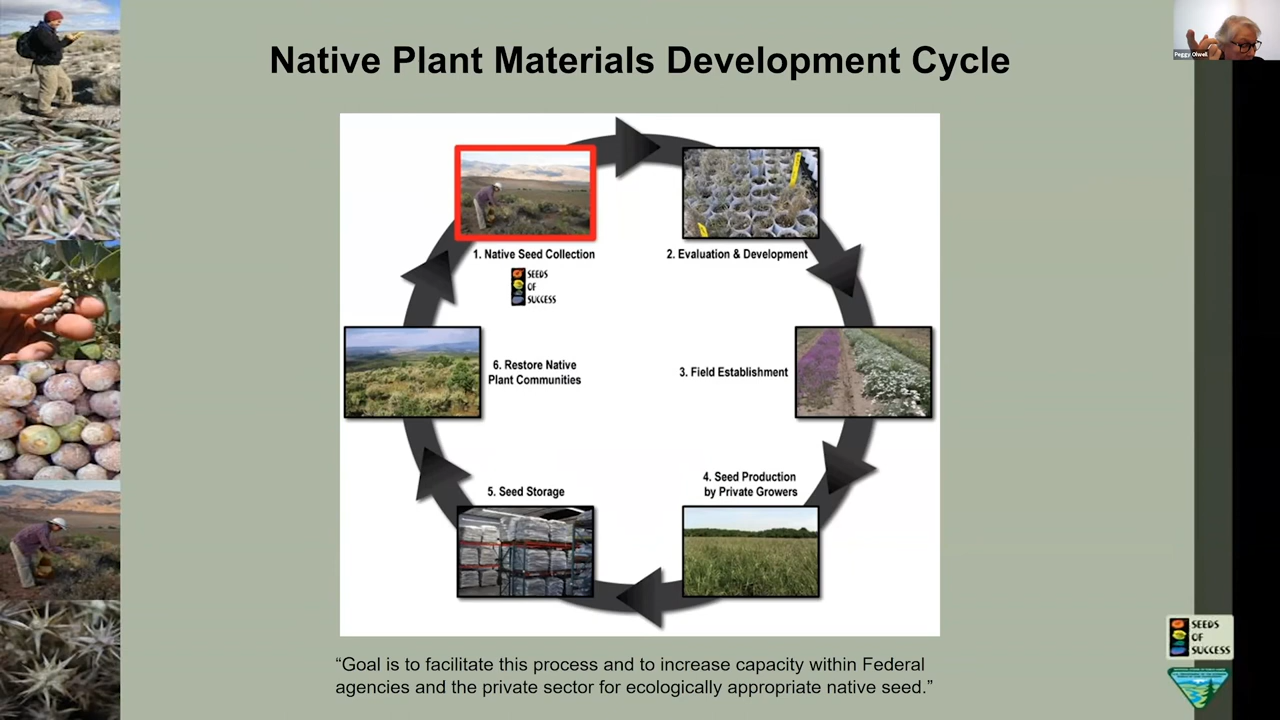 Native Plant Materials Development Cycle
Peggy Olwell
1. Native Seed Collection
SEEDS
OF
SUCCESS
2. Evaluation & Development
3. Field Establishment
4. Seed Production
by Private Growers
5. Seed Storage
6. Restore Native
Plant Communities
“Goal is to facilitate this process and to increase capacity within Federal
agencies and the private sector for ecologically appropriate native seed.”
SEEDS
OF
SUCCESS